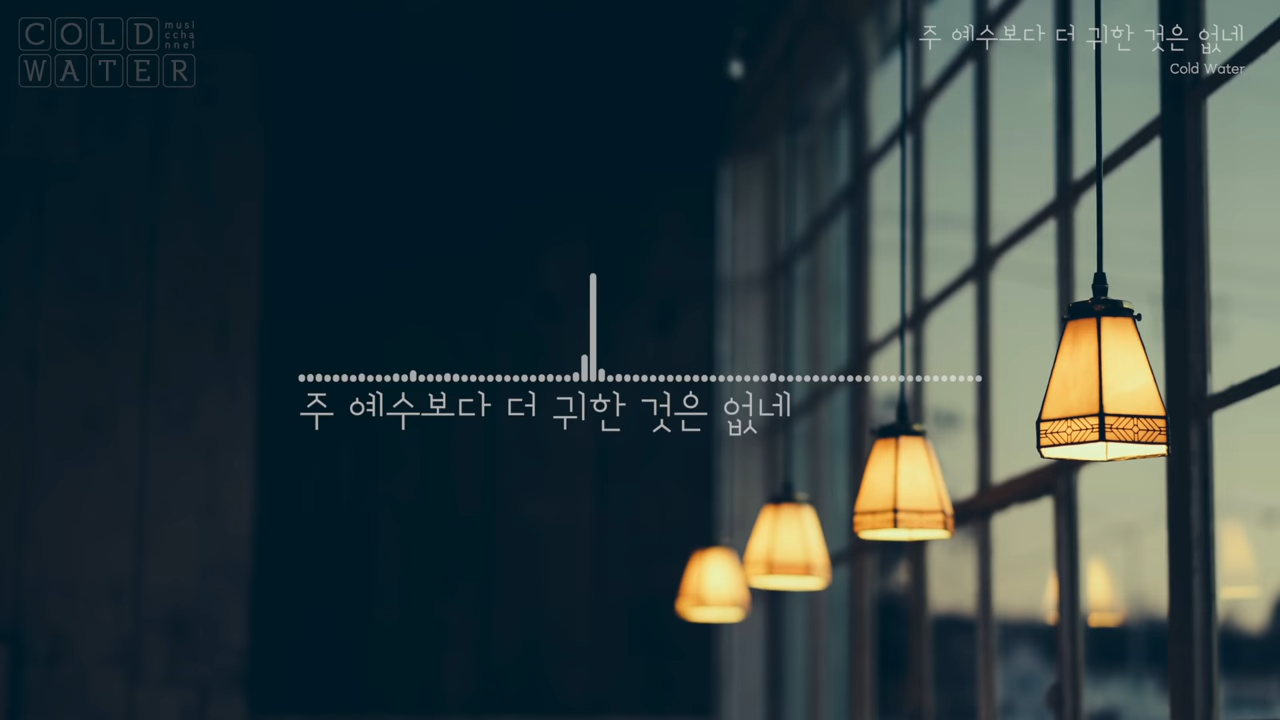 COLD musi
ccha
nnel
WATER
주 예수보다 더 귀한 것은 없네
Cold Water
주 예수보다 더 귀한 것은 없네